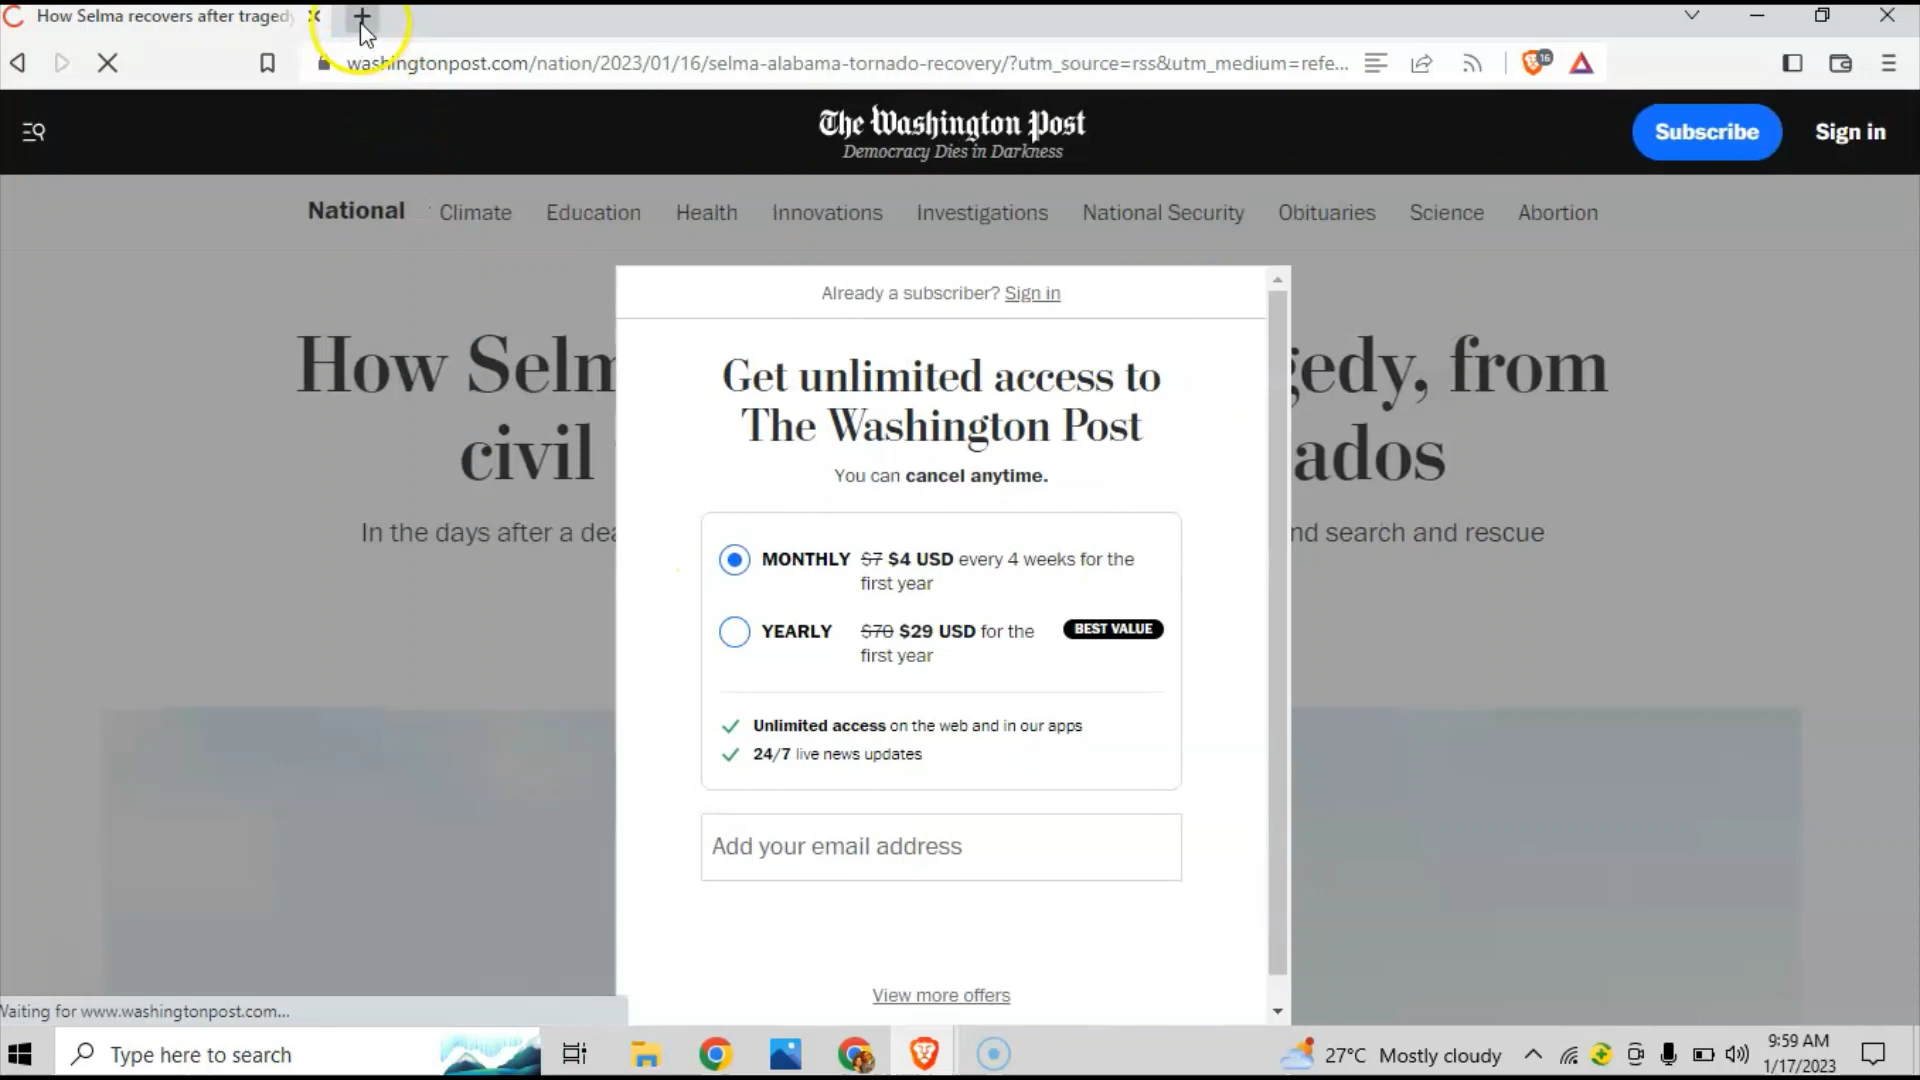 How Selma recovers after tragedy
washingtonpost.com/nation/2023/01/16/selma-alabama-tornado-recovery/?utm_source=rss&utm_medium=refe...
16
The Washington Post
Democracy Dies in Darkness
Subscribe
Sign in
National
Climate
Education
Health
Innovations
Investigations
National Security
Obituaries
Science
Abortion
Already a subscriber? Sign in
How Selm
gedy, from
civil
ados
In the days after a dea
nd search and rescue
Get unlimited access to
The Washington Post
You can cancel anytime.
MONTHLY $7 $4 USD every 4 weeks for the
first year
YEARLY $70 $29 USD for the
first year
BEST VALUE
Unlimited access on the web and in our apps
24/7 live news updates
Add your email address
View more offers
Waiting for www.washingtonpost.com...
Type here to search
27°C Mostly cloudy
9:59 AM
1/17/2023